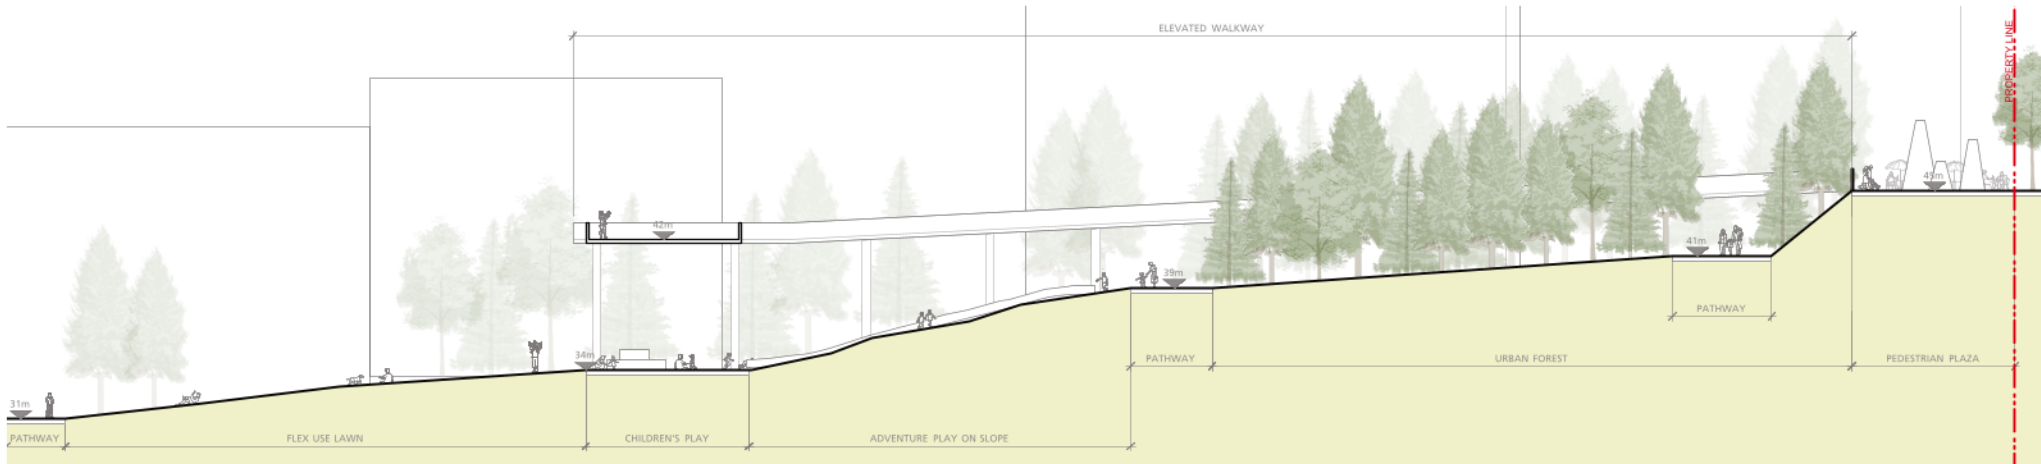 ELEVATED WALKWAY
PROPERTY LINE
45m
42m
41m
39m
PATHWAY
34m
PATHWAY
URBAN FOREST
PEDESTRIAN PLAZA
31m
PATHWAY
FLEX USE LAWN
CHILDREN'S PLAY
ADVENTURE PLAY ON SLOPE